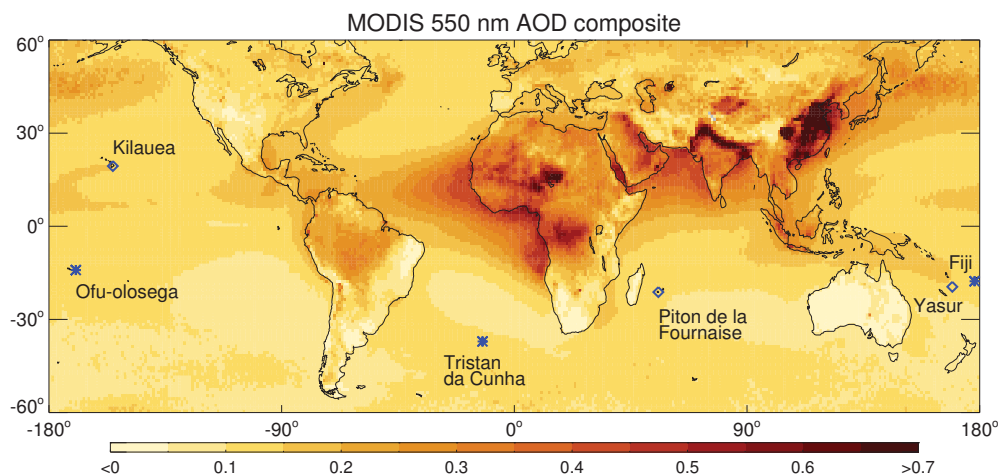 MODIS 550 nm AOD composite
60°
30°
0°
-30°
-60°
Kilauea
Ofu-olosega
Tristan
da Cunha
Piton de la
Fournaise
Fiji
Yasur
-180° -90° 0° 90° 180°
<0 0.1 0.2 0.3 0.4 0.5 0.6 >0.7